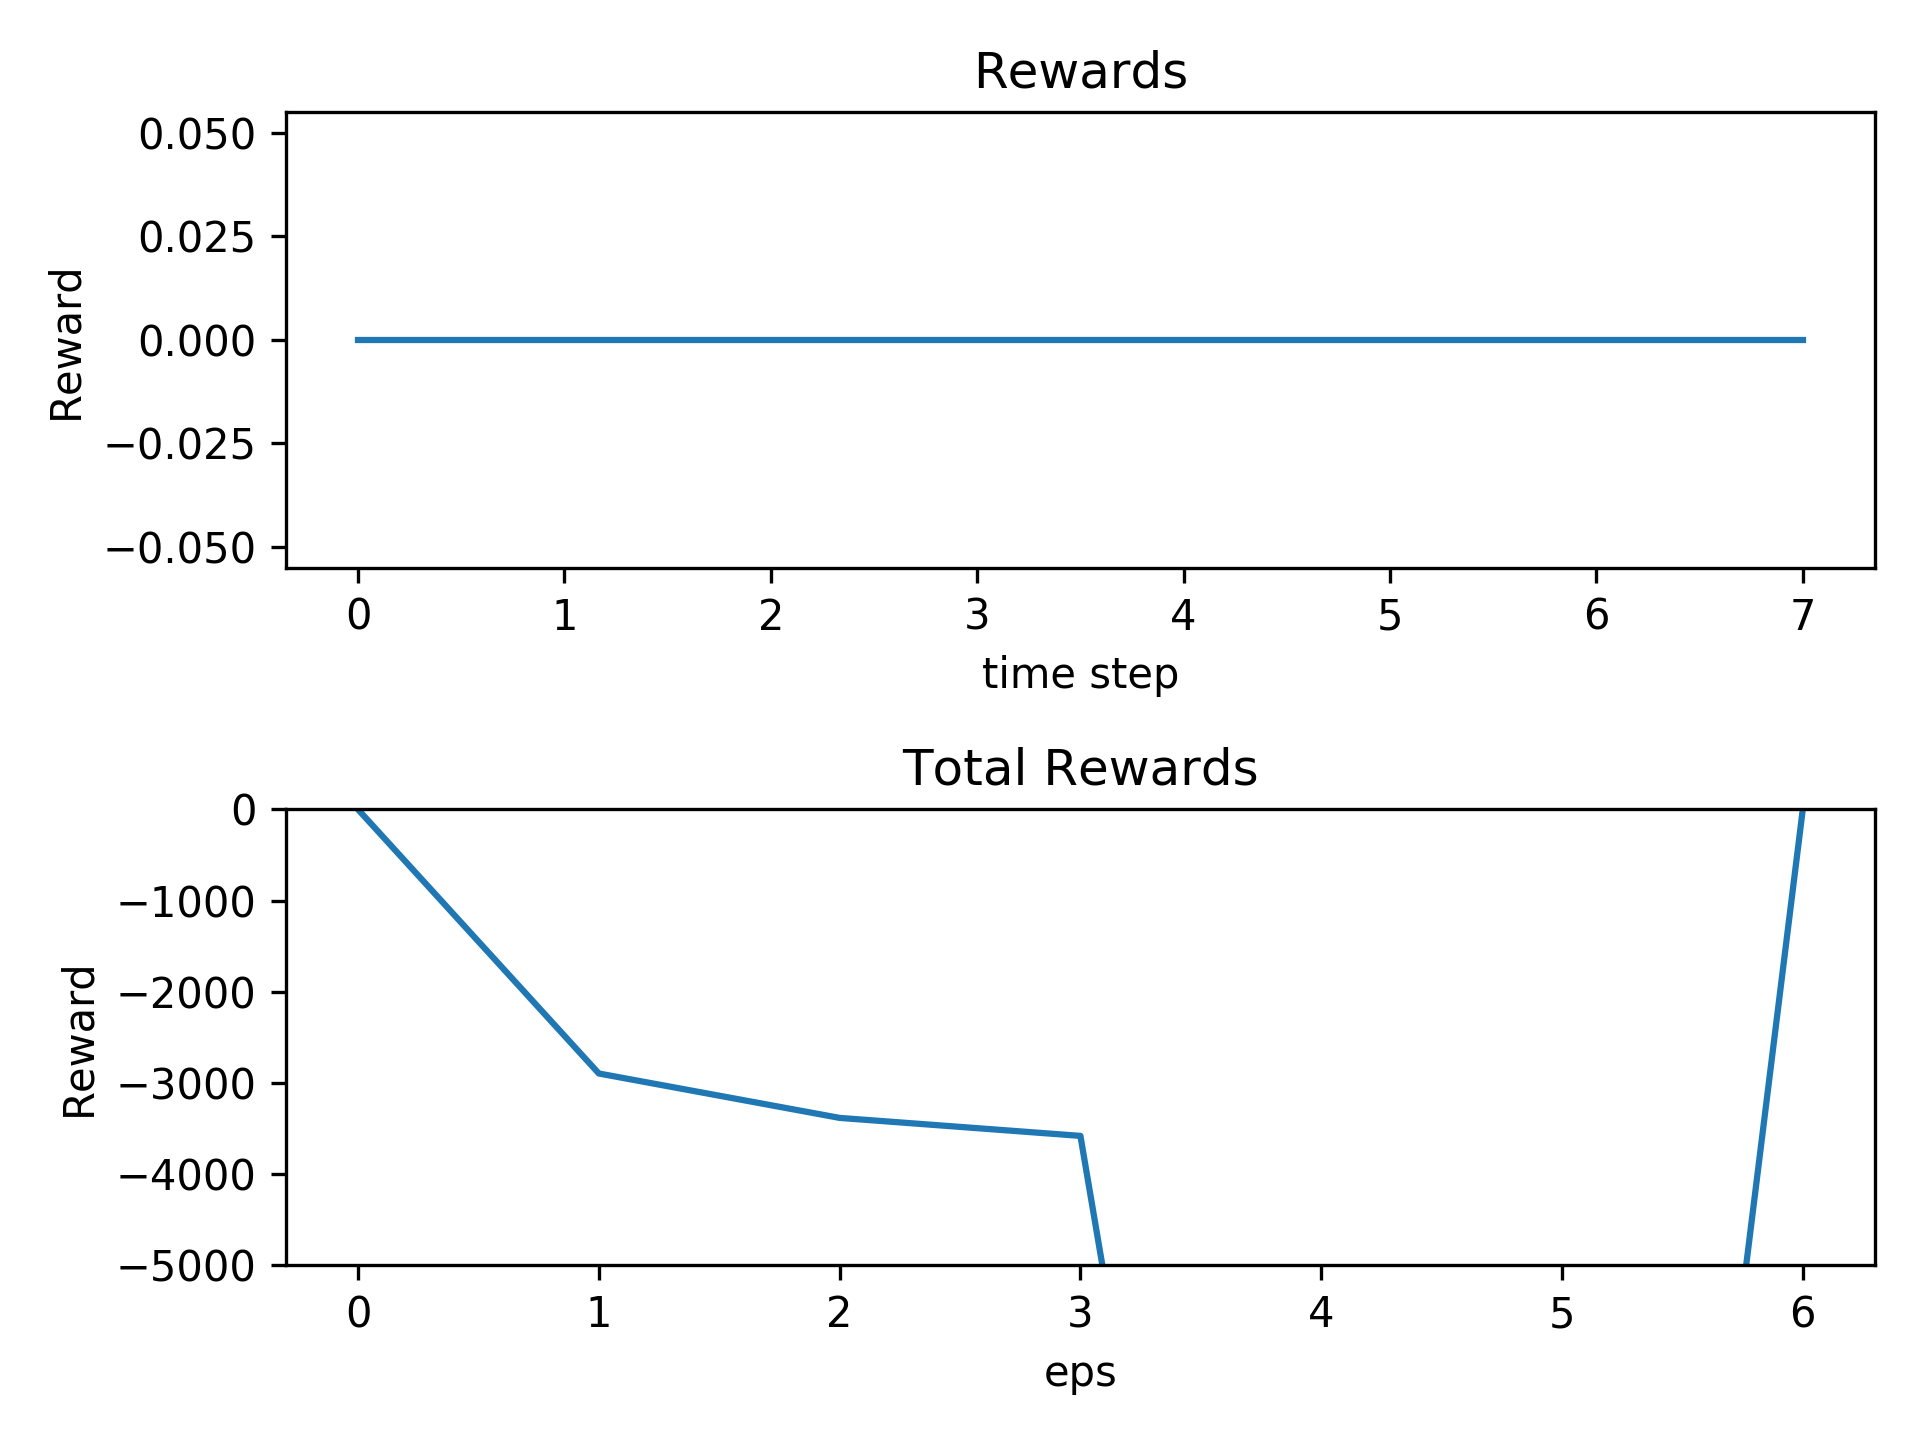 Rewards
0.050
0.025
0.000
−0.025
−0.050
Reward
0 1 2 3 4 5 6 7
time step
Total Rewards
0
−1000
−2000
−3000
−4000
−5000
Reward
0 1 2 3 4 5 6
eps